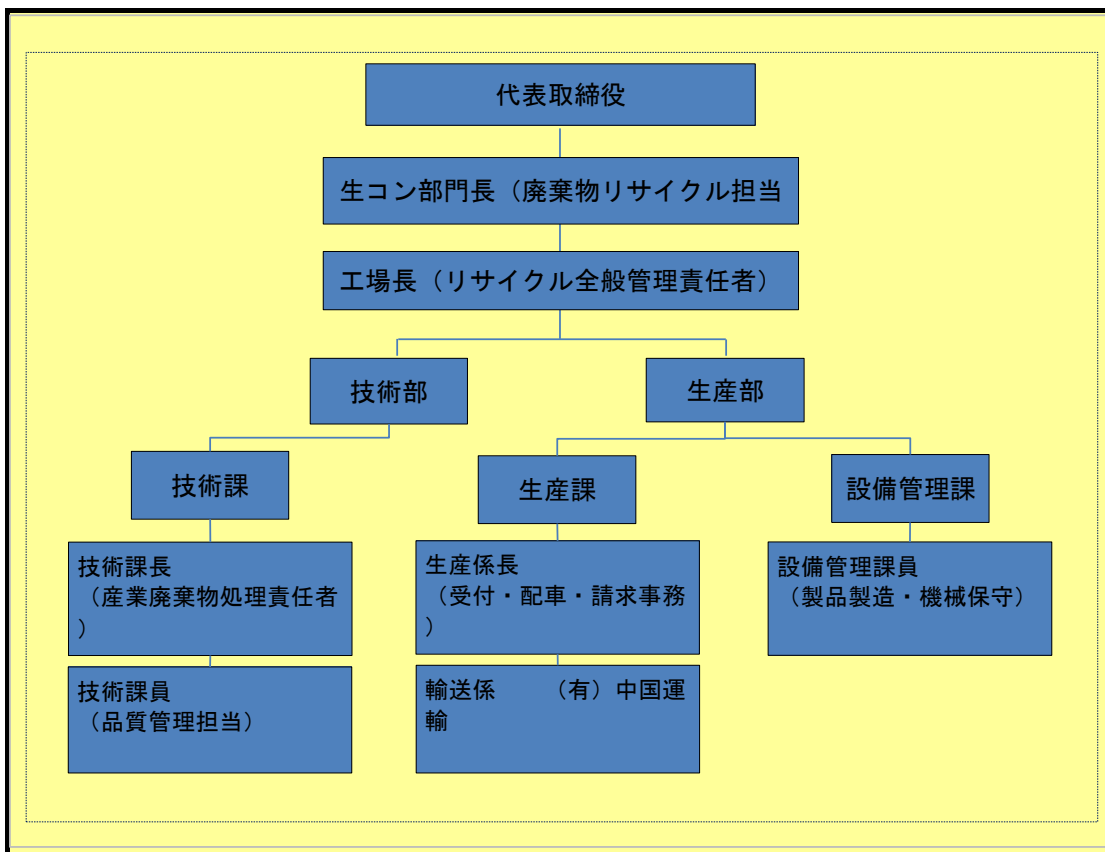 代表取締役
生コン部門長（廃棄物リサイクル担当
工場長（リサイクル全般管理責任者）
技術部
生産部
技術課
生産課
設備管理課
技術課長
（産業廃棄物処理責任者
）
生産係長
（受付・配車・請求事務
）
設備管理課員
（製品製造・機械保守）
技術課員
（品質管理担当）
輸送係　　（有）中国運
輸